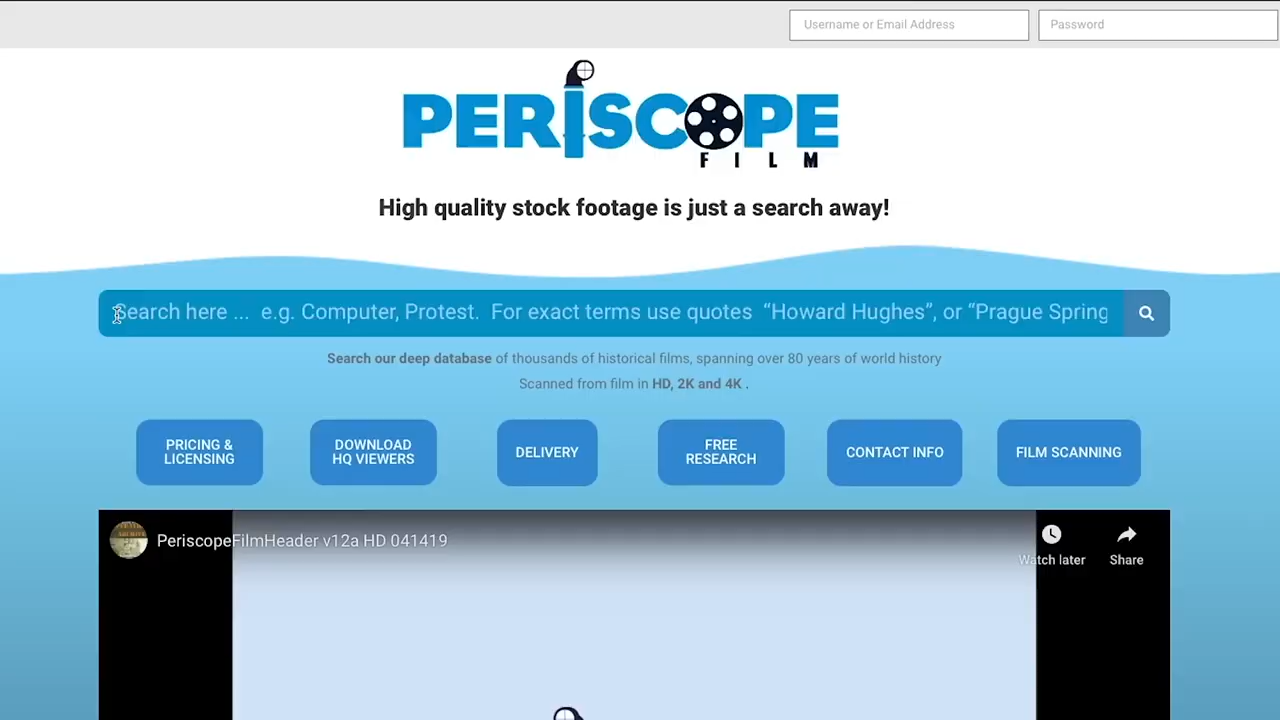 Username or Email Address
Password
PERISCOPE
FILM
High quality stock footage is just a search away!
Search here ... e.g. Computer, Protest. For exact terms use quotes “Howard Hughes”, or “Prague Spring
Search our deep database of thousands of historical films, spanning over 80 years of world history
Scanned from film in HD, 2K and 4K .
PRICING &
LICENSING
DOWNLOAD
HQ VIEWERS
DELIVERY
FREE
RESEARCH
CONTACT INFO
FILM SCANNING
PeriscopeFilmHeader v12a HD 041419
Watch later
Share